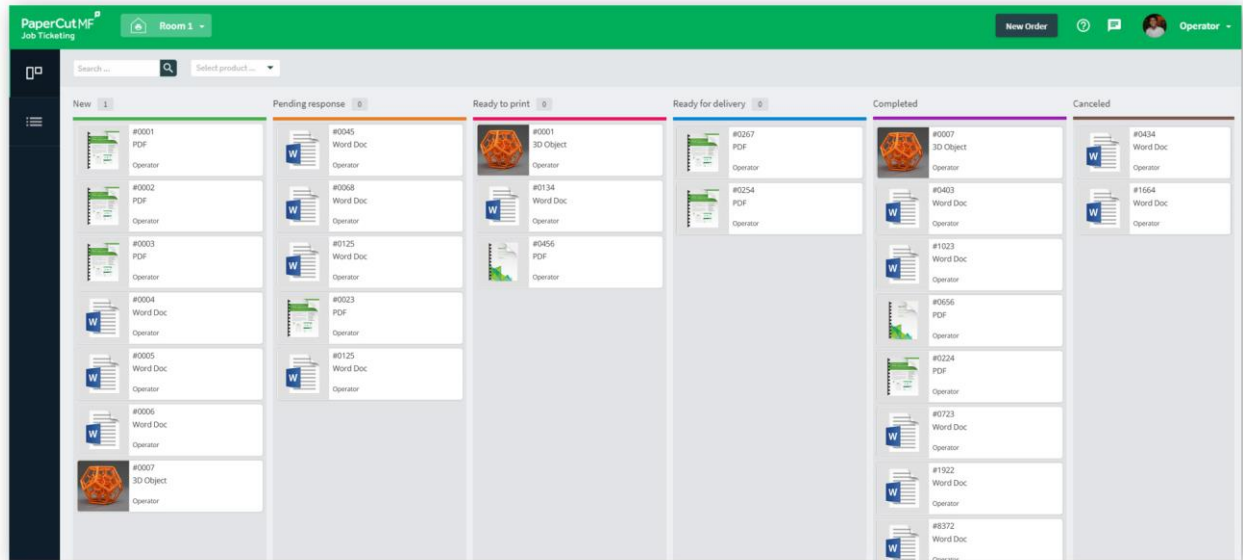 PaperCut MF
Job Ticketing
Room 1
New Order
Operator
Search ...
Select product ...
New 1
#0001
PDF
Operator
#0002
PDF
Operator
#0003
PDF
Operator
#0004
Word Doc
Operator
#0005
Word Doc
Operator
#0006
Word Doc
Operator
#0007
3D Object
Operator
Pending response 0
#0045
Word Doc
Operator
#0068
Word Doc
Operator
#0125
Word Doc
Operator
#0023
PDF
Operator
#0125
Word Doc
Operator
Ready to print 0
#0001
3D Object
Operator
#0134
Word Doc
Operator
#0456
PDF
Operator
Ready for delivery 0
#0267
PDF
Operator
#0254
PDF
Operator
Completed
#0007
3D Object
Operator
#0403
Word Doc
Operator
#1023
Word Doc
Operator
#0656
PDF
Operator
#0224
PDF
Operator
#0723
Word Doc
Operator
#1922
Word Doc
Operator
#8372
Word Doc
Operator
Canceled
#0434
Word Doc
Operator
#1664
Word Doc
Operator